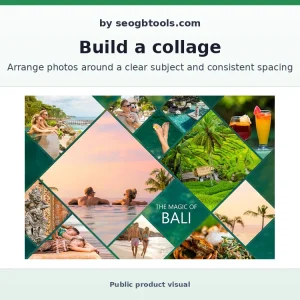 by seogbtools.com
Build a collage
Arrange photos around a clear subject and consistent spacing
THE MAGIC OF
BALI
Public product visual